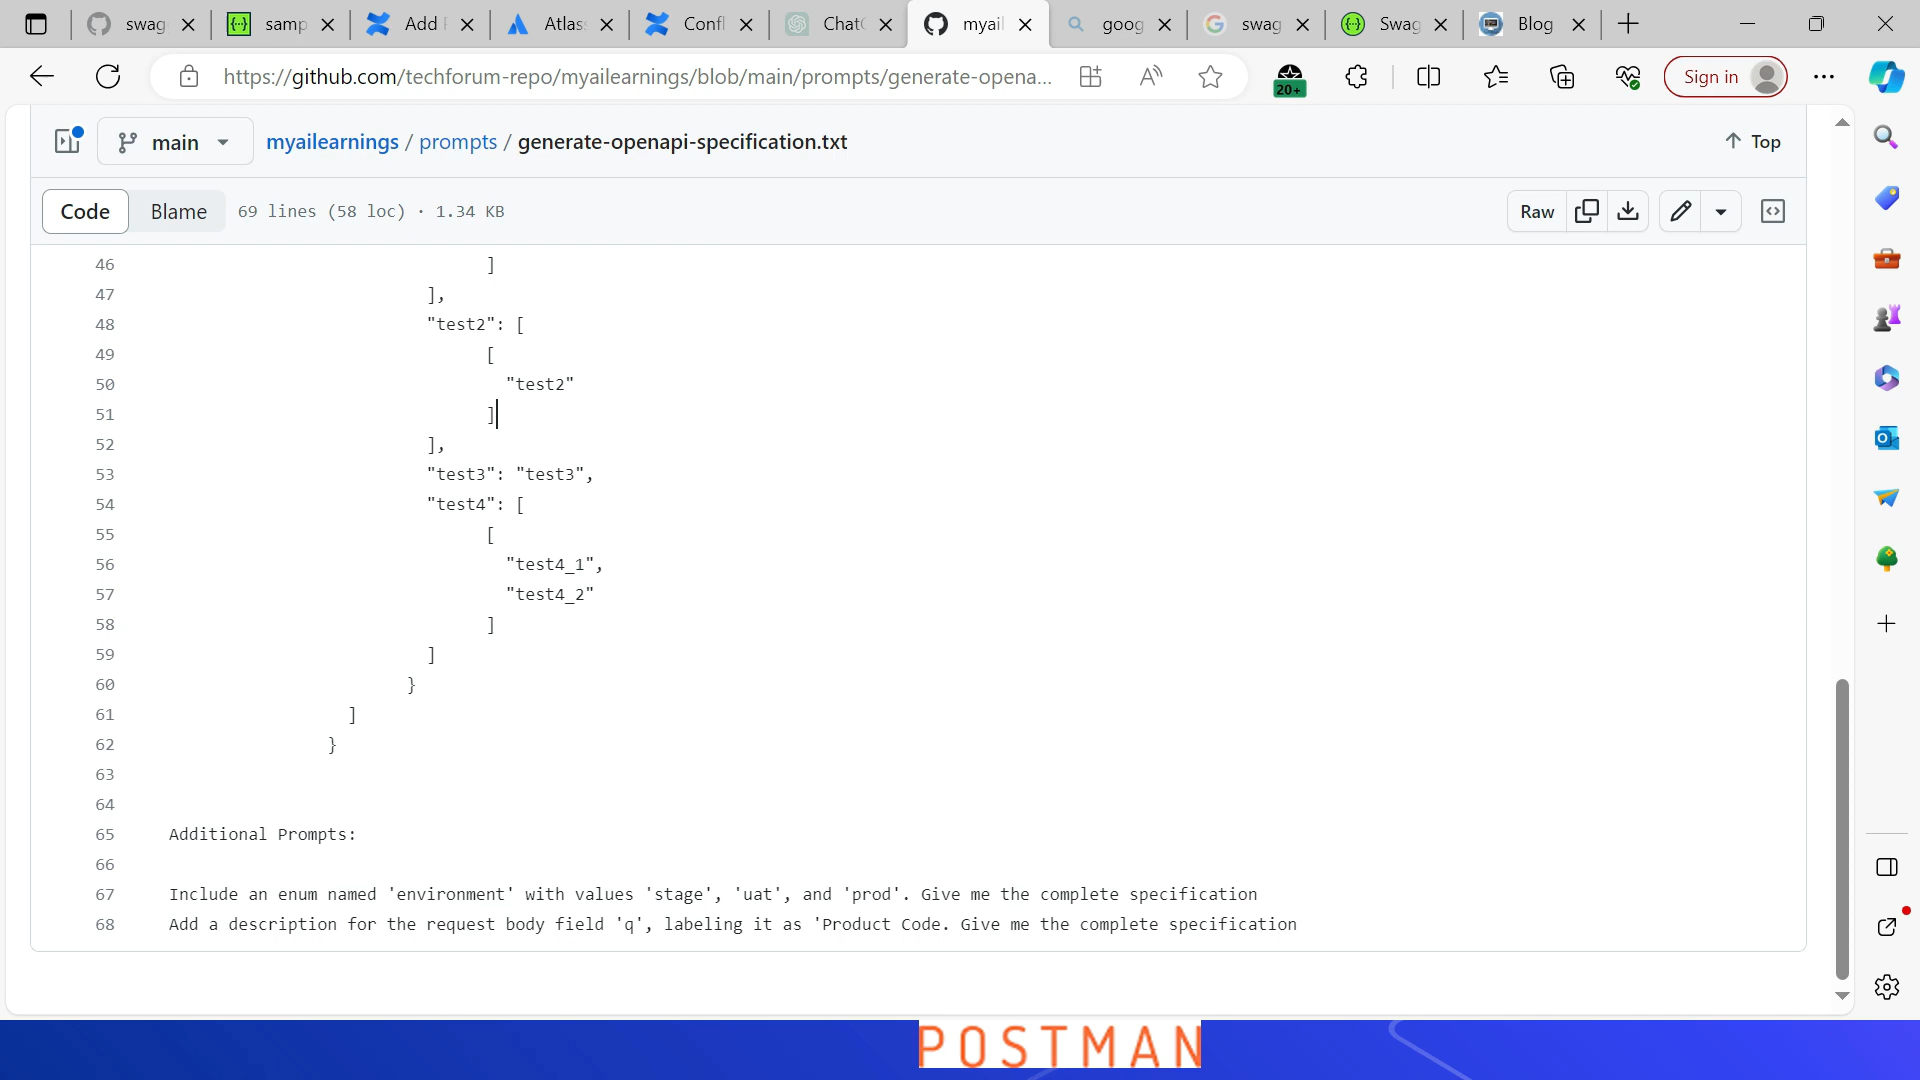 swag
samp
Add
Atlas
Confl
Chat
myail
goog
swag
Swag
Blog
https://github.com/techforum-repo/myailearnings/blob/main/prompts/generate-opena...
20+
Sign in
main
myailearnings / prompts / generate-openapi-specification.txt
Top
Code
Blame
69 lines (58 loc) · 1.34 KB
Raw
46 ]
47 ],
48 "test2": [
49 [
50 "test2"
51 ]
52 ],
53 "test3": "test3",
54 "test4": [
55 [
56 "test4_1",
57 "test4_2"
58 ]
59 ]
60 }
61 ]
62 }
63
64
65 Additional Prompts:
66
67 Include an enum named 'environment' with values 'stage', 'uat', and 'prod'. Give me the complete specification
68 Add a description for the request body field 'q', labeling it as 'Product Code. Give me the complete specification
POSTMAN